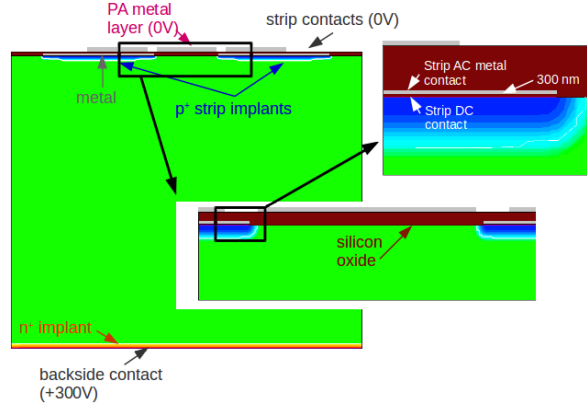 PA metal
layer (0V)
strip contacts (0V)
metal
p+ strip implants
Strip AC metal
contact
300 nm
Strip DC
contact
silicon
oxide
n+ implant
backside contact
(+300V)